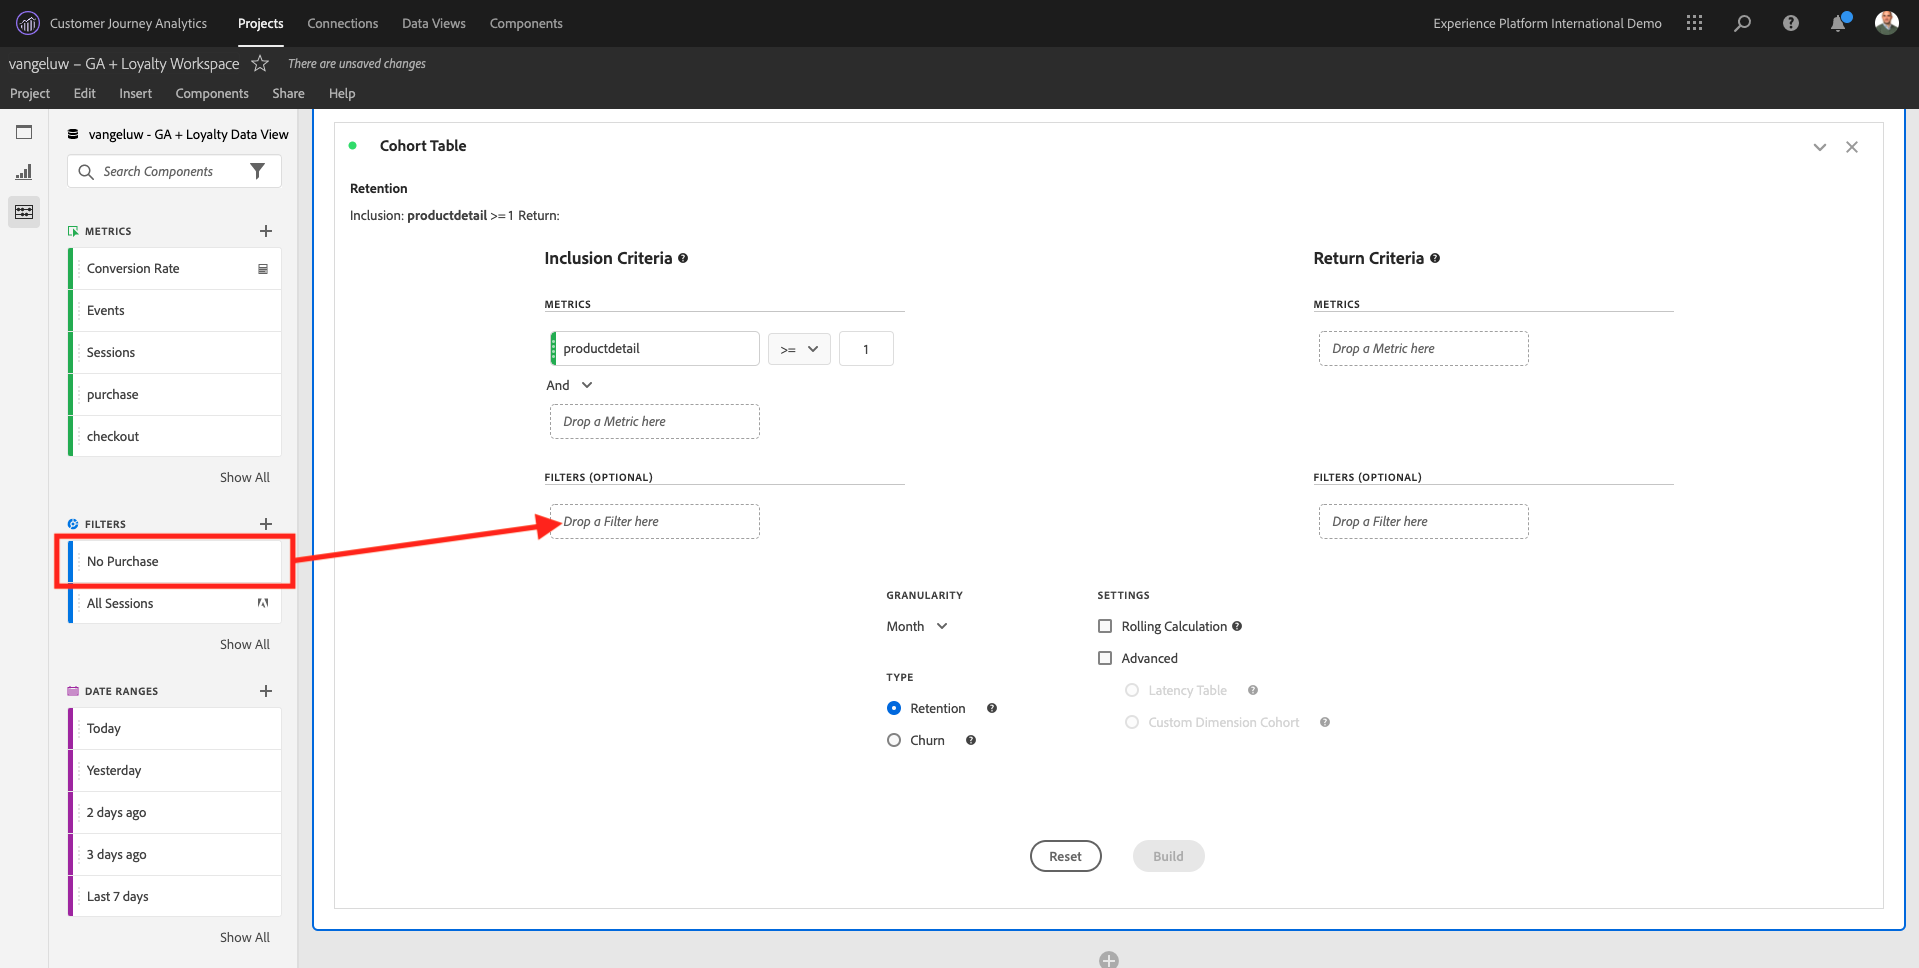 Customer Journey Analytics Projects Connections Data Views Components Experience Platform International Demo
vangeluw – GA + Loyalty Workspace There are unsaved changes
Project Edit Insert Components Share Help
vangeluw - GA + Loyalty Data View
Search Components
METRICS
Conversion Rate
Events
Sessions
purchase
checkout
Show All
FILTERS
No Purchase
All Sessions
Show All
DATE RANGES
Today
Yesterday
2 days ago
3 days ago
Last 7 days
Show All
Cohort Table
Retention
Inclusion: productdetail >= 1 Return:
Inclusion Criteria
METRICS
productdetail >= 1
And
Drop a Metric here
FILTERS (OPTIONAL)
Drop a Filter here
Return Criteria
METRICS
Drop a Metric here
FILTERS (OPTIONAL)
Drop a Filter here
GRANULARITY
Month
TYPE
Retention
Churn
SETTINGS
Rolling Calculation
Advanced
Latency Table
Custom Dimension Cohort
Reset Build